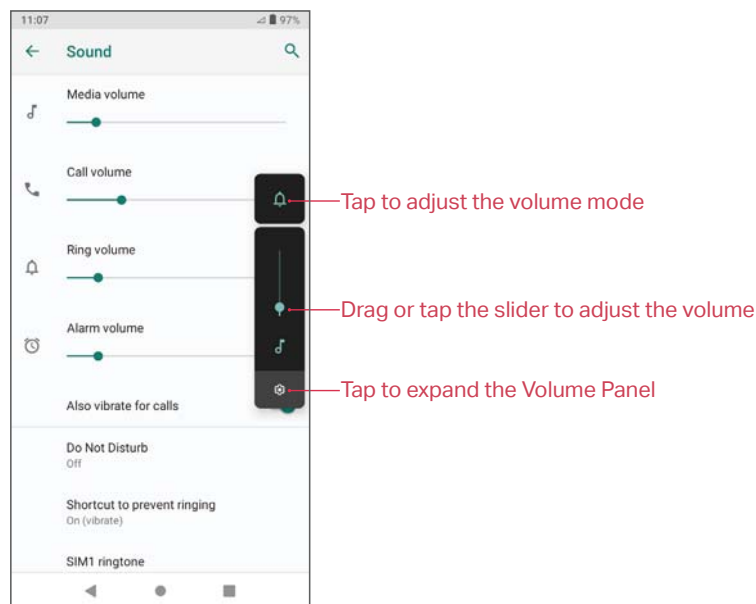 11:07
97%
Sound
Media volume
Call volume
Tap to adjust the volume mode
Ring volume
Drag or tap the slider to adjust the volume
Alarm volume
Tap to expand the Volume Panel
Also vibrate for calls
Do Not Disturb
Off
Shortcut to prevent ringing
On (vibrate)
SIM1 ringtone